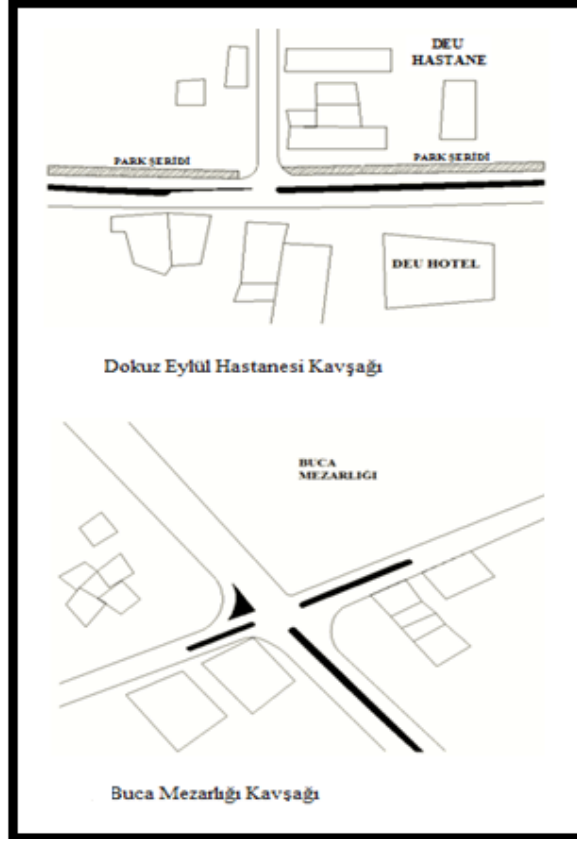 DEU
HASTANE
PARK ŞERİDİ
PARK ŞERİDİ
DEU HOTEL
Dokuz Eylül Hastanesi Kavşağı
BUCA
MEZARLIĞI
Buca Mezarlığı Kavşağı